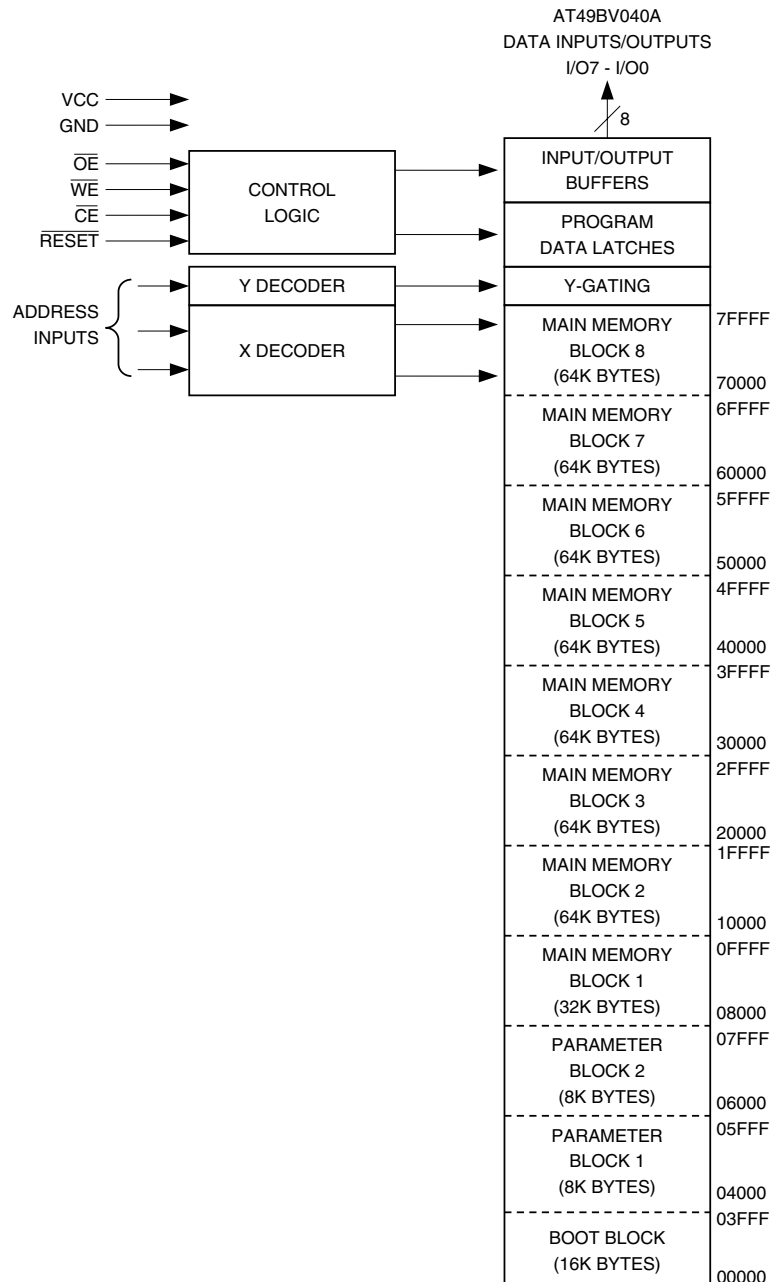 AT49BV040A
DATA INPUTS/OUTPUTS
I/O7 - I/O0
8
VCC
GND
OE
WE
CE
RESET
CONTROL
LOGIC
INPUT/OUTPUT
BUFFERS
PROGRAM
DATA LATCHES
ADDRESS
INPUTS
Y DECODER
X DECODER
Y-GATING
MAIN MEMORY
BLOCK 8
(64K BYTES)
7FFFF
70000
MAIN MEMORY
BLOCK 7
(64K BYTES)
6FFFF
60000
MAIN MEMORY
BLOCK 6
(64K BYTES)
5FFFF
50000
MAIN MEMORY
BLOCK 5
(64K BYTES)
4FFFF
40000
MAIN MEMORY
BLOCK 4
(64K BYTES)
3FFFF
30000
MAIN MEMORY
BLOCK 3
(64K BYTES)
2FFFF
20000
MAIN MEMORY
BLOCK 2
(64K BYTES)
1FFFF
10000
MAIN MEMORY
BLOCK 1
(32K BYTES)
0FFFF
08000
PARAMETER
BLOCK 2
(8K BYTES)
07FFF
06000
PARAMETER
BLOCK 1
(8K BYTES)
05FFF
04000
BOOT BLOCK
(16K BYTES)
03FFF
00000